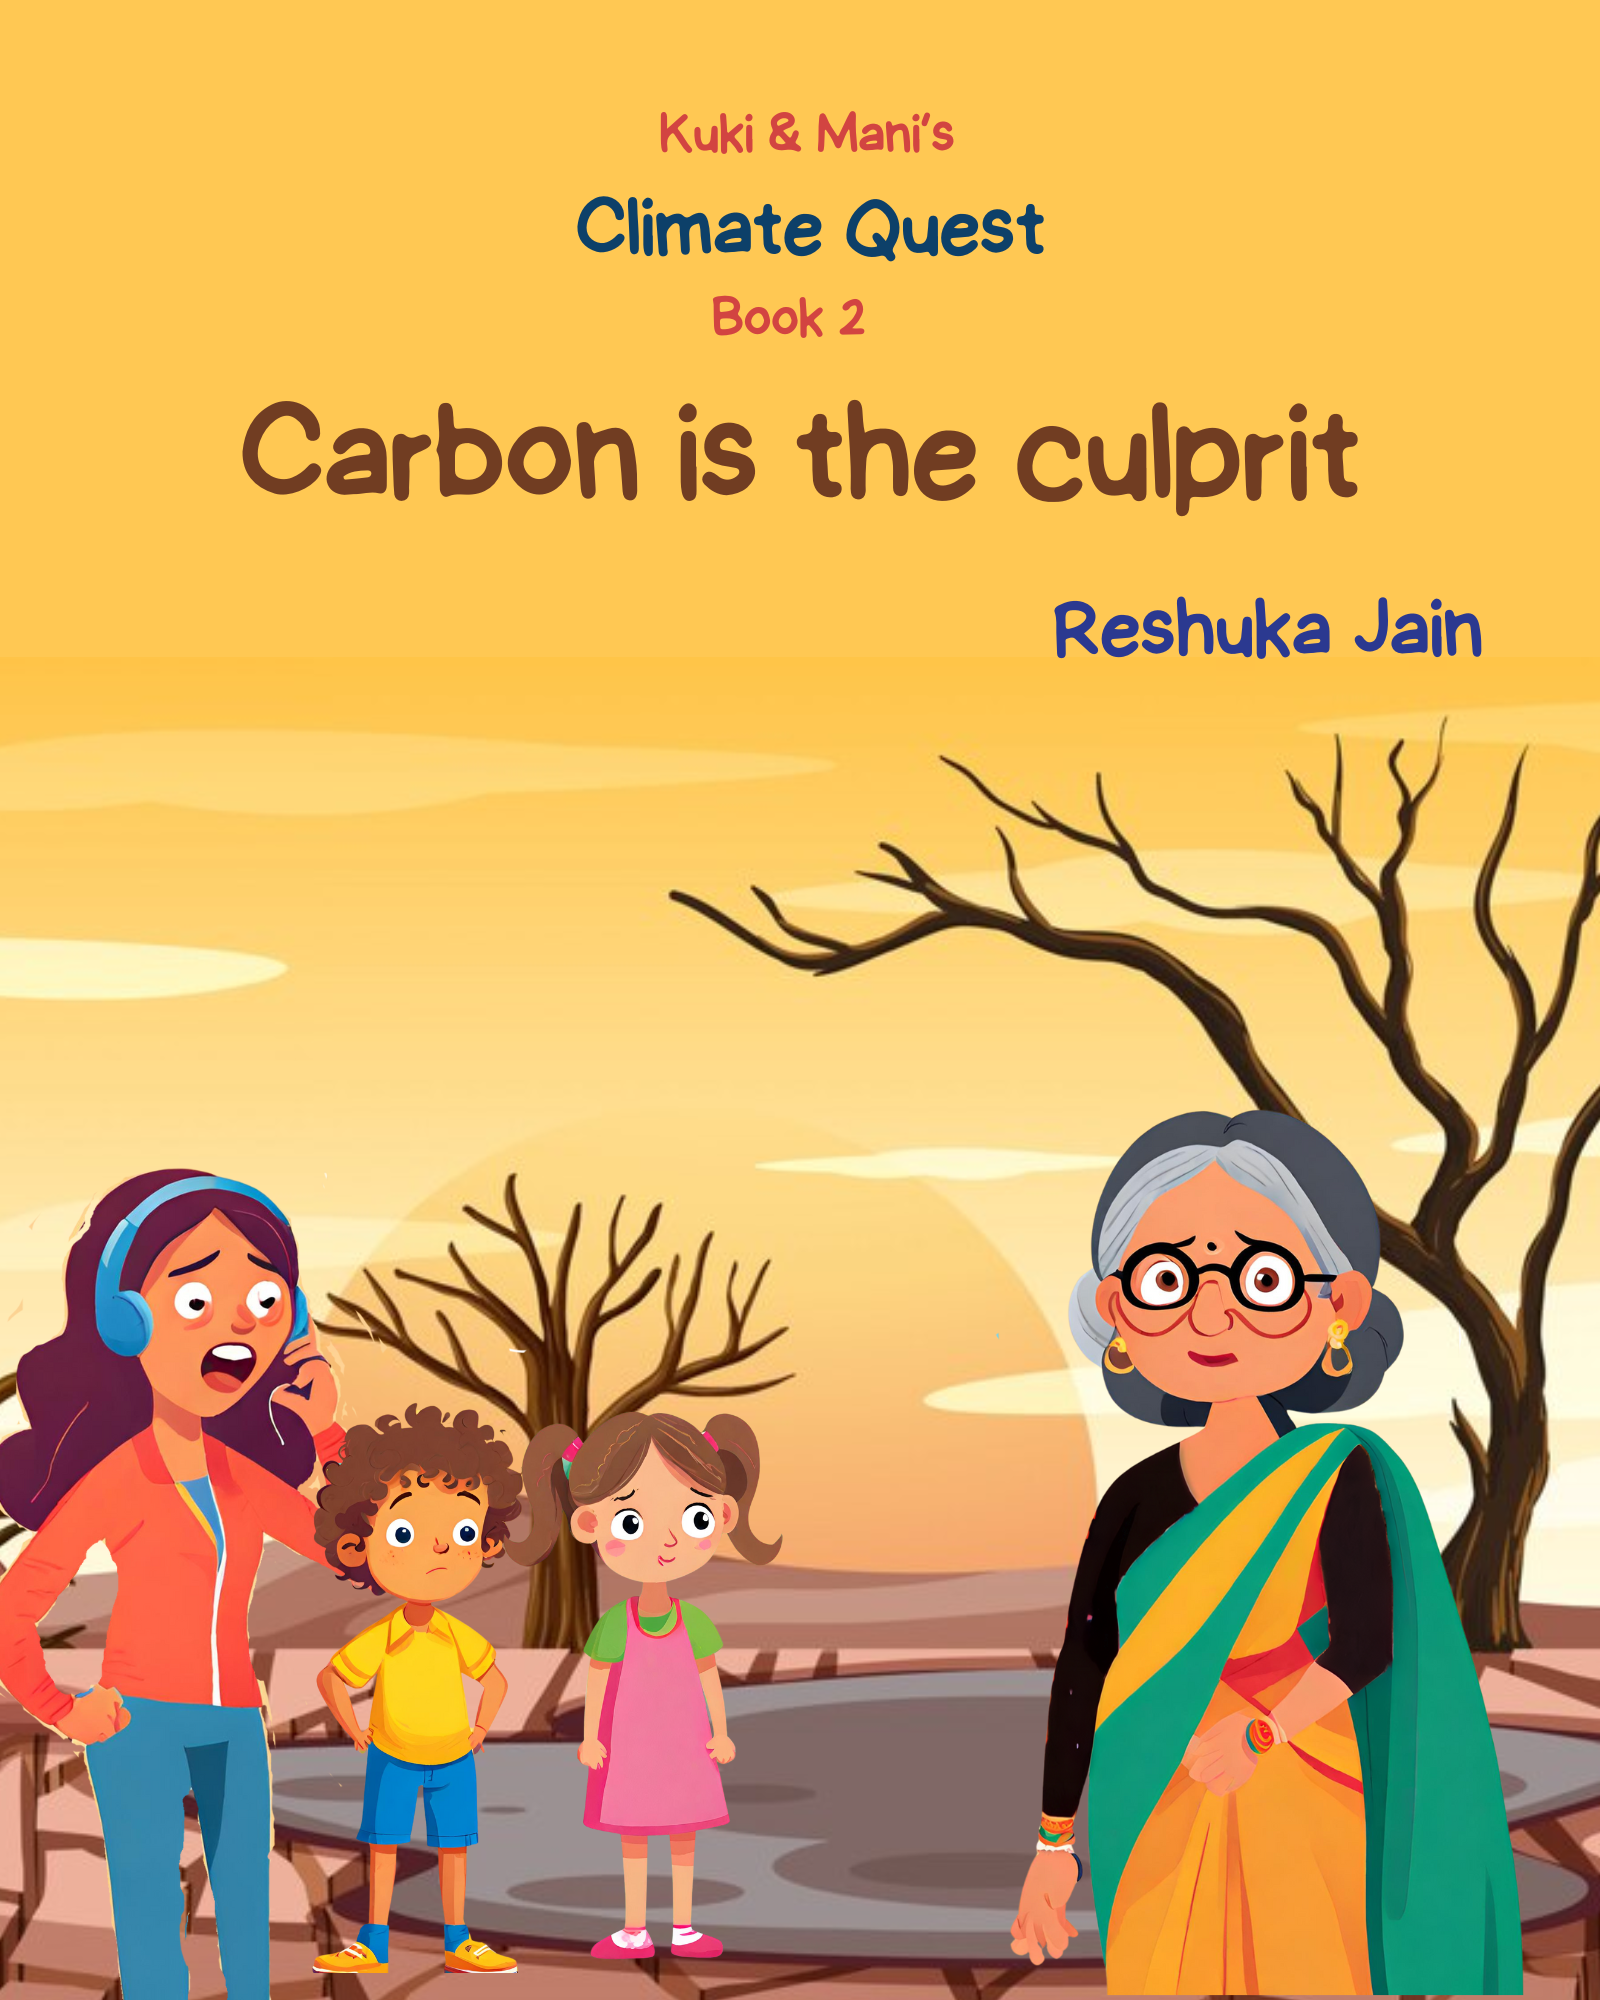 Kuki & Mani's
Climate Quest
Book 2
Carbon is the culprit
Reshuka Jain